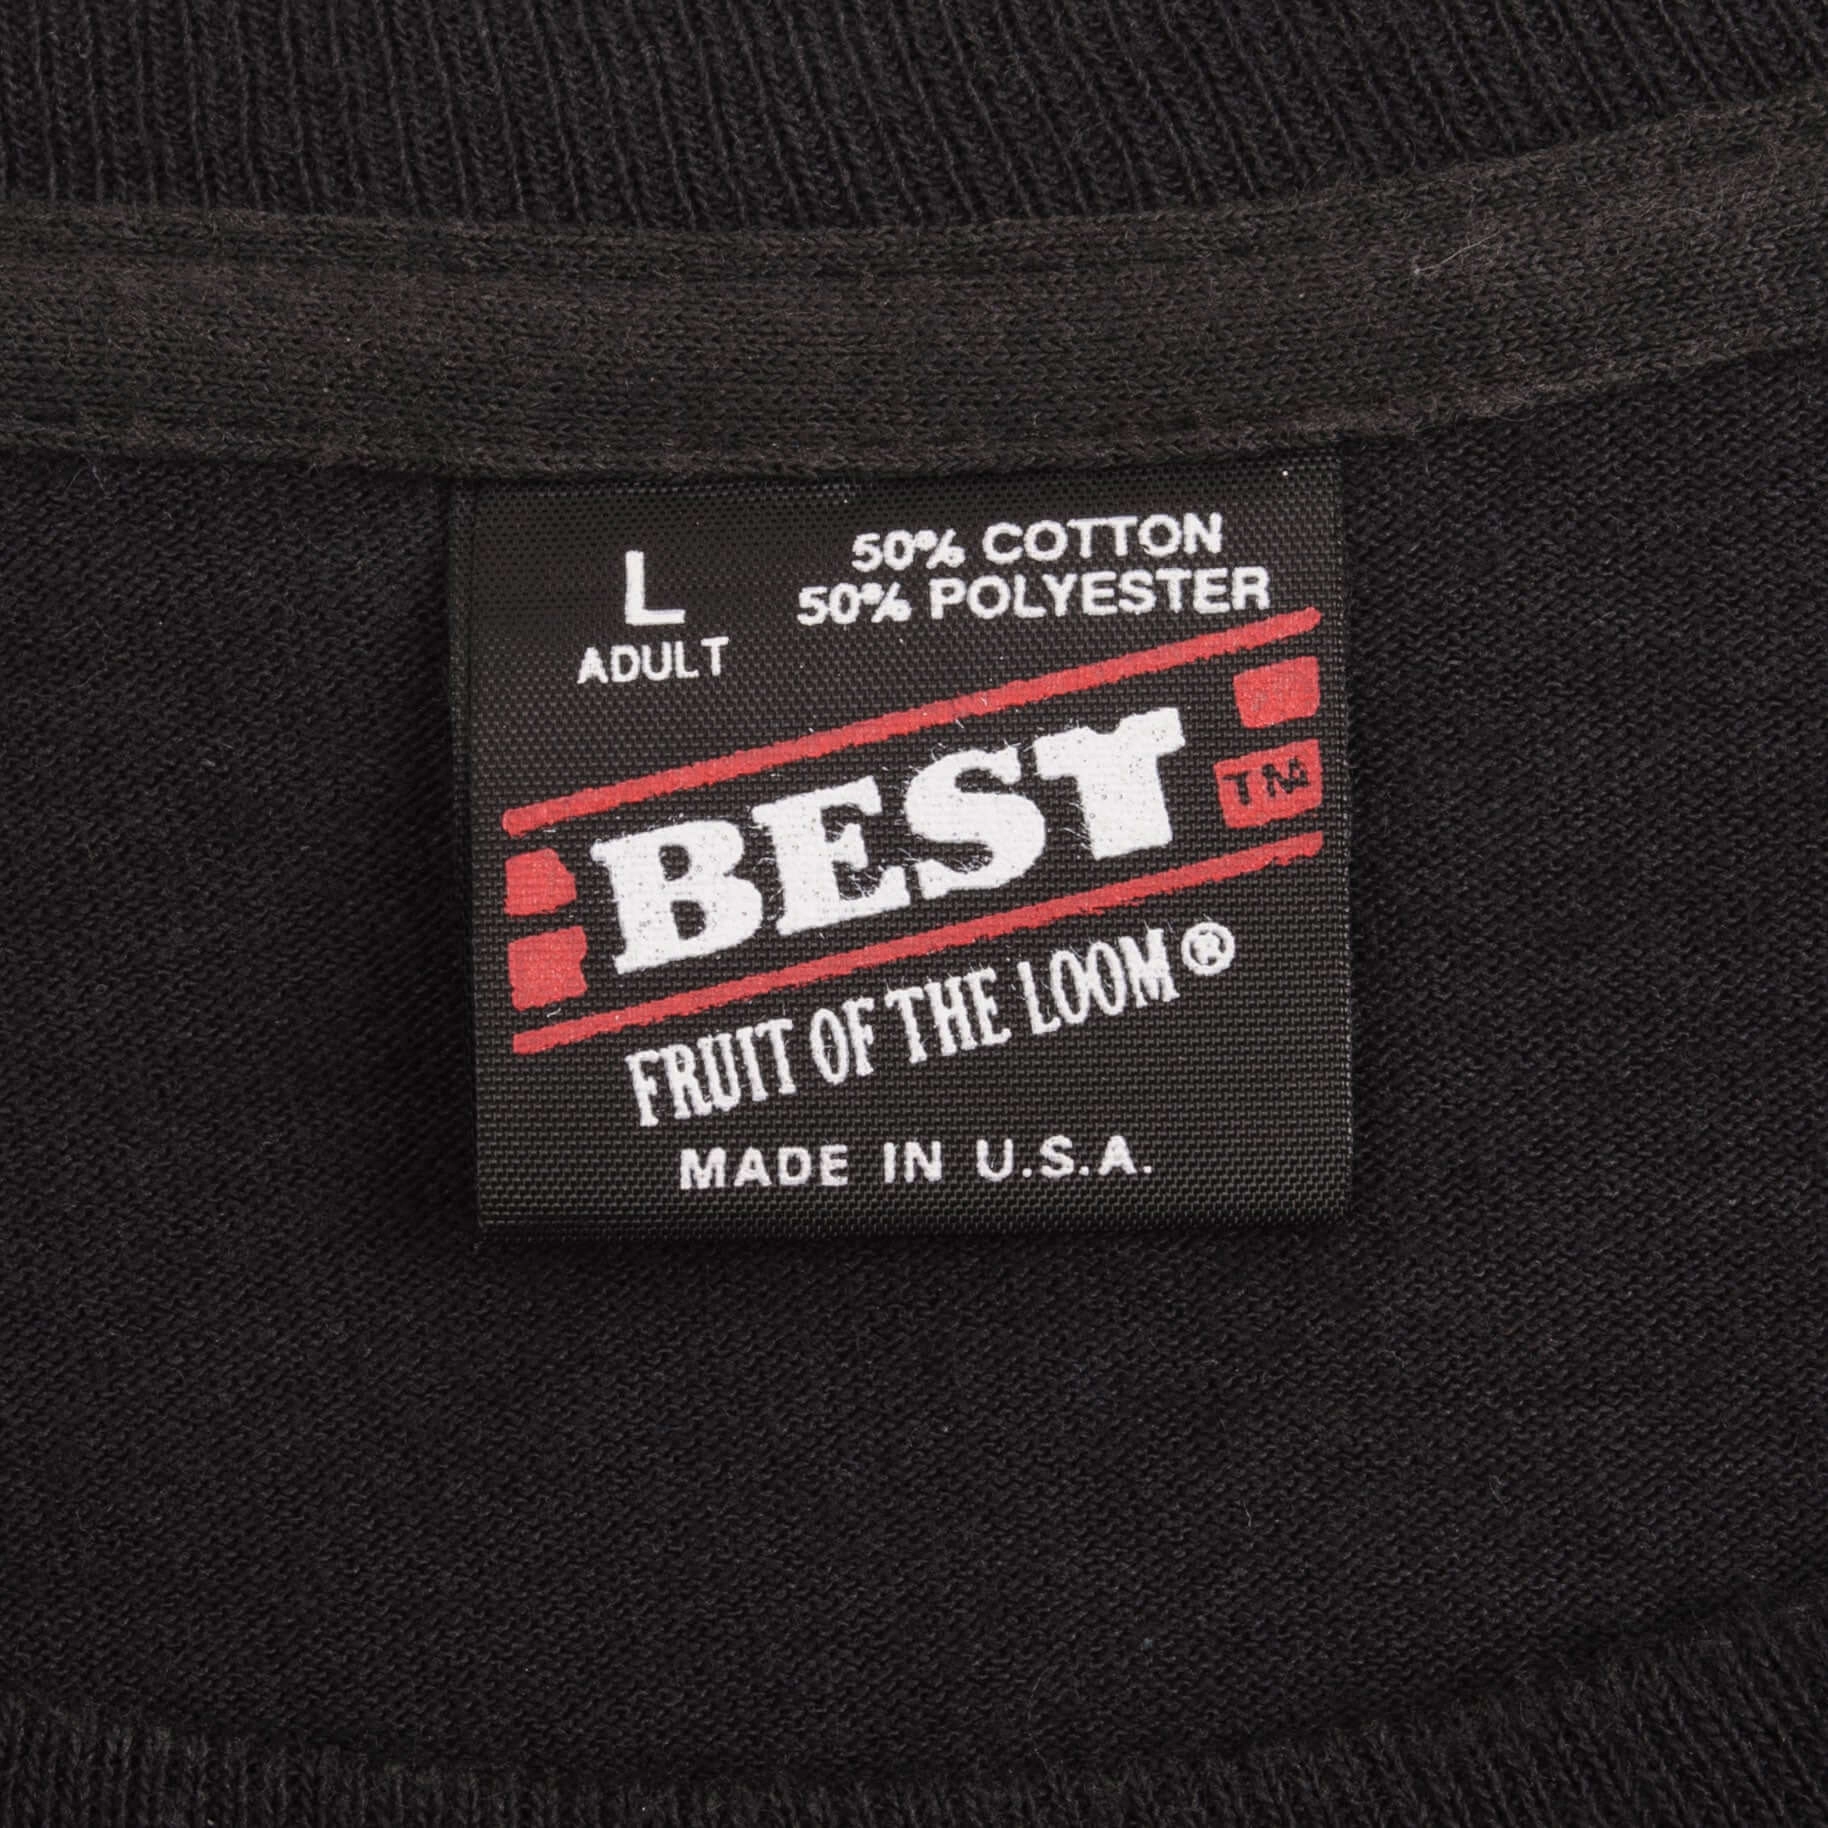 L
ADULT
50% COTTON
50% POLYESTER
BEST
TM
FRUIT OF THE LOOM®
MADE IN U.S.A.